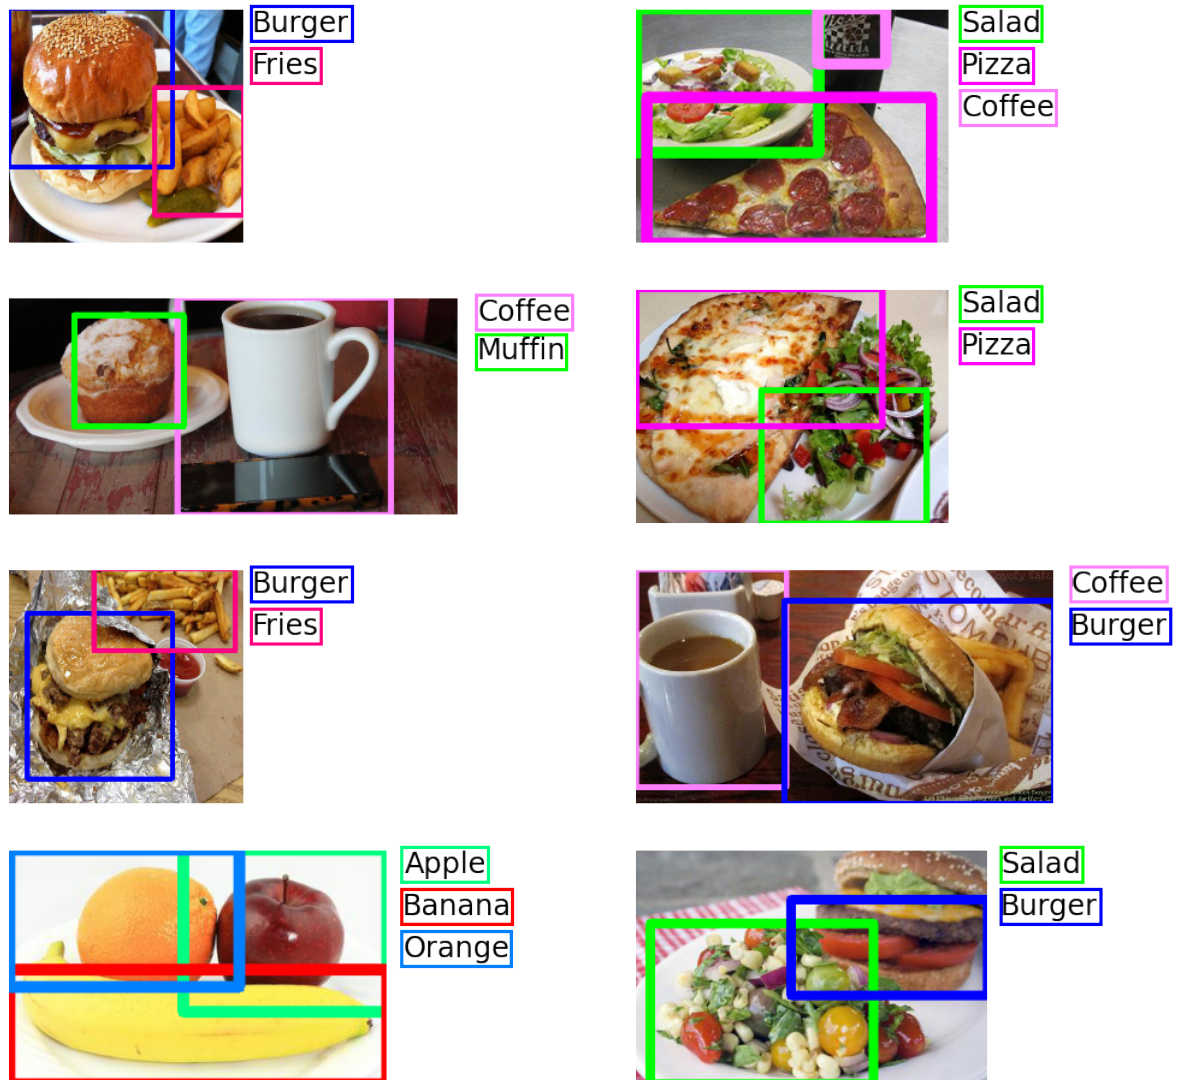 Burger
Fries
Salad
Pizza
Coffee
Coffee
Muffin
Salad
Pizza
Burger
Fries
Coffee
Burger
Apple
Banana
Orange
Salad
Burger